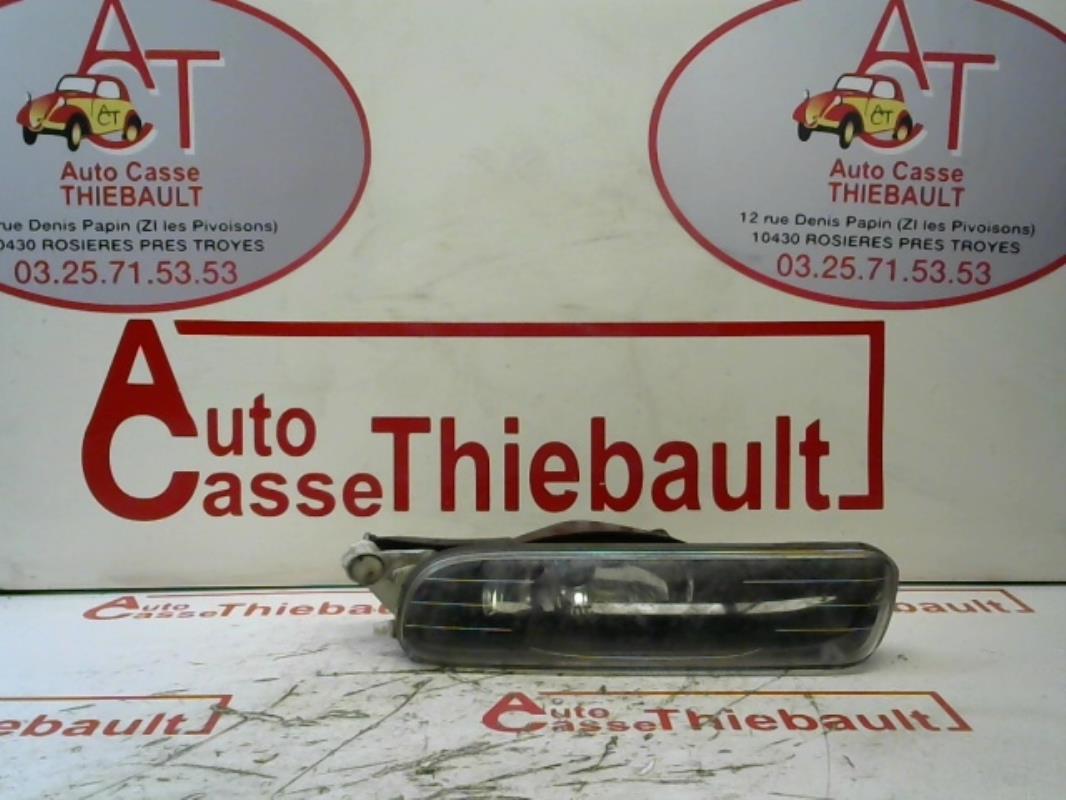 ACT
ACT
Auto Casse
THIEBAULT
rue Denis Papin (ZI les Pivoisons)
10430 ROSIERES PRES TROYES
03.25.71.53.53
ACT
ACT
Auto Casse
THIEBAULT
12 rue Denis Papin (ZI les Pivoisons)
10430 ROSIERES PRES TROYES
03.25.71.53.53
Auto
Casse Thiebault
Auto
Casse Thiebault
Thiebault
Auto
Casse Thiebault